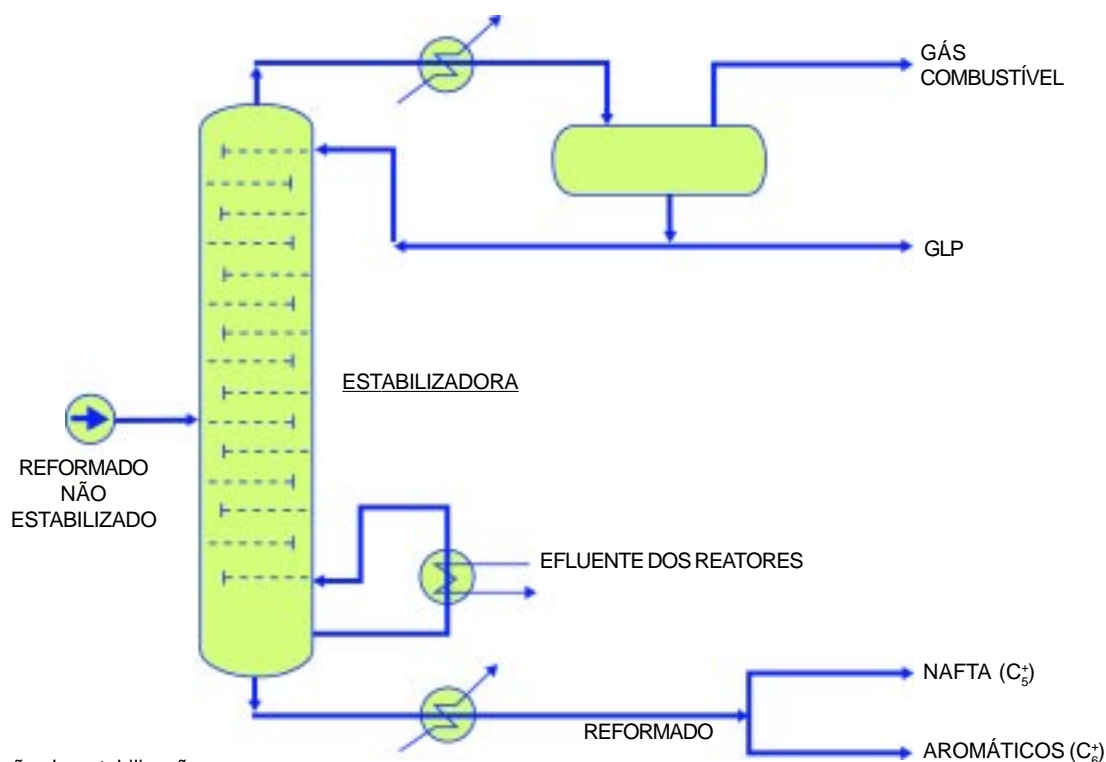 GÁS
COMBUSTÍVEL
GLP
ESTABILIZADORA
REFORMADO
NÃO
ESTABILIZADO
EFLUENTE DOS REATORES
NAFTA (C₅⁺)
REFORMADO
AROMÁTICOS (C₆⁺)